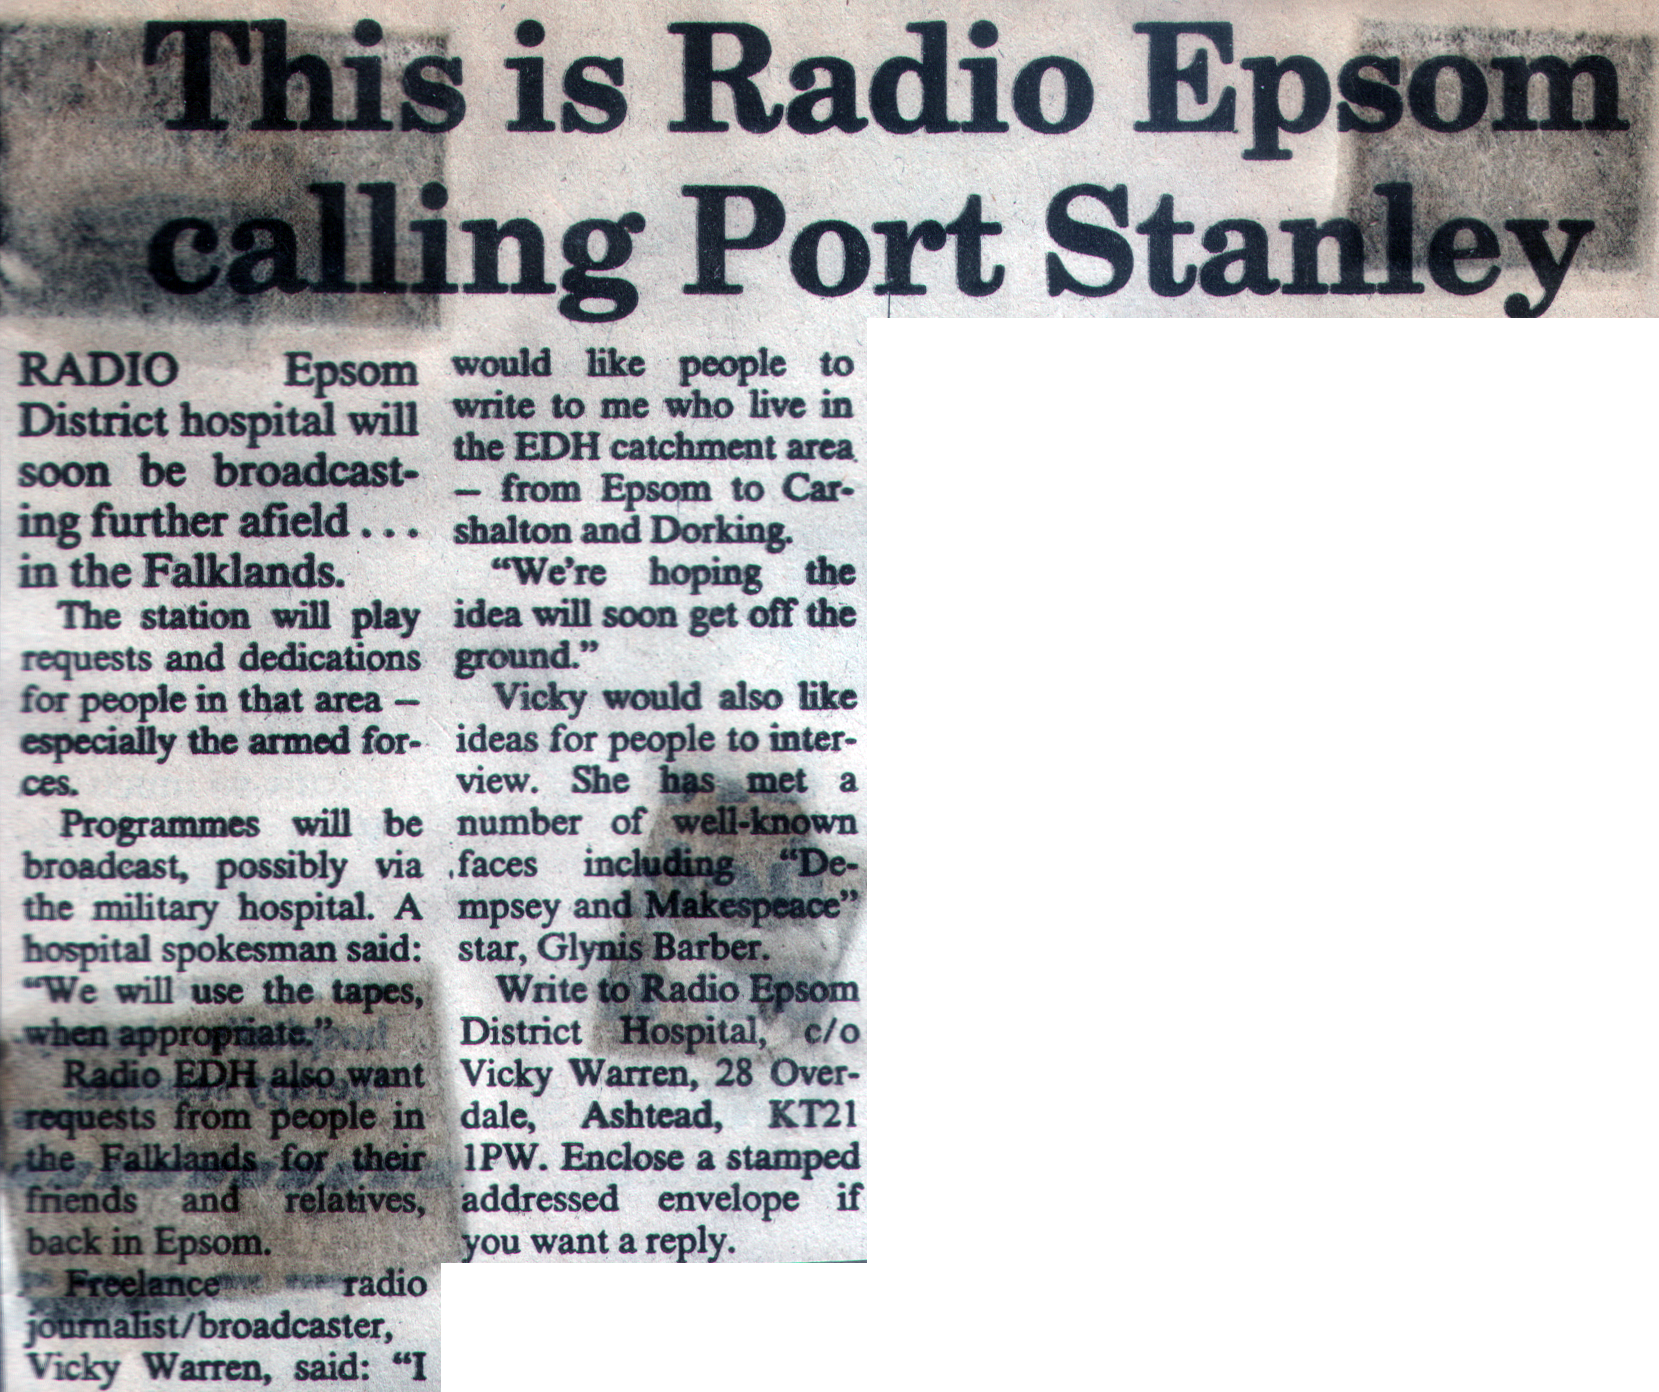 This is Radio Epsom
calling Port Stanley
RADIO Epsom
District hospital will
soon be broadcast-
ing further afield . . .
in the Falklands.
The station will play
requests and dedications
for people in that area –
especially the armed for-
ces.
Programmes will be
broadcast, possibly via
the military hospital. A
hospital spokesman said:
“We will use the tapes,
when appropriate.”
Radio EDH also want
requests from people in
the Falklands for their
friends and relatives,
back in Epsom.
Freelance radio
journalist/broadcaster,
Vicky Warren, said: “I
would like people to
write to me who live in
the EDH catchment area
– from Epsom to Car-
shalton and Dorking.
“We’re hoping the
idea will soon get off the
ground.”
Vicky would also like
ideas for people to inter-
view. She has met a
number of well-known
faces including “De-
mpsey and Makespeace”
star, Glynis Barber.
Write to Radio Epsom
District Hospital, c/o
Vicky Warren, 28 Over-
dale, Ashtead, KT21
1PW. Enclose a stamped
addressed envelope if
you want a reply.